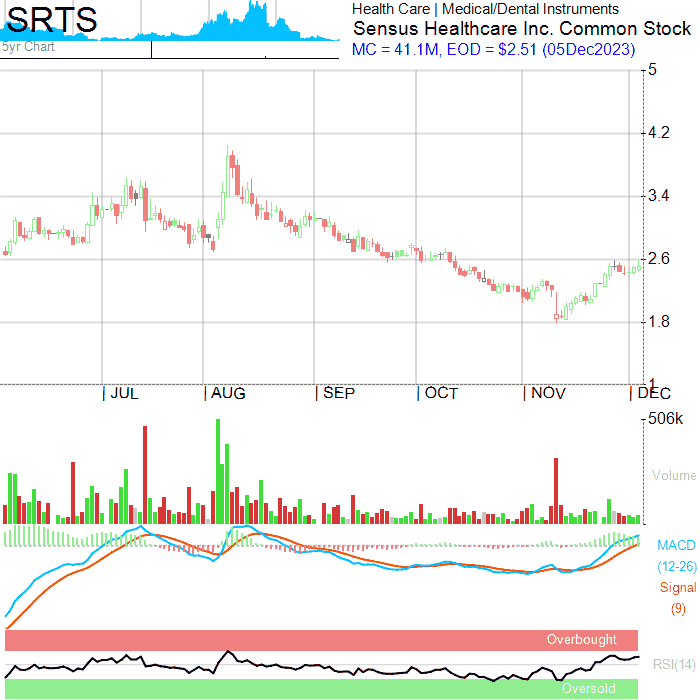 SRTS
5yr Chart
Health Care | Medical/Dental Instruments
Sensus Healthcare Inc. Common Stock
MC = 41.1M, EOD = $2.51 (05Dec2023)
5
4.2
3.4
2.6
1.8
1
JUL AUG SEP OCT NOV DEC
506k
Volume
MACD
(12-26)
Signal
(9)
Overbought
RSI(14)
Oversold